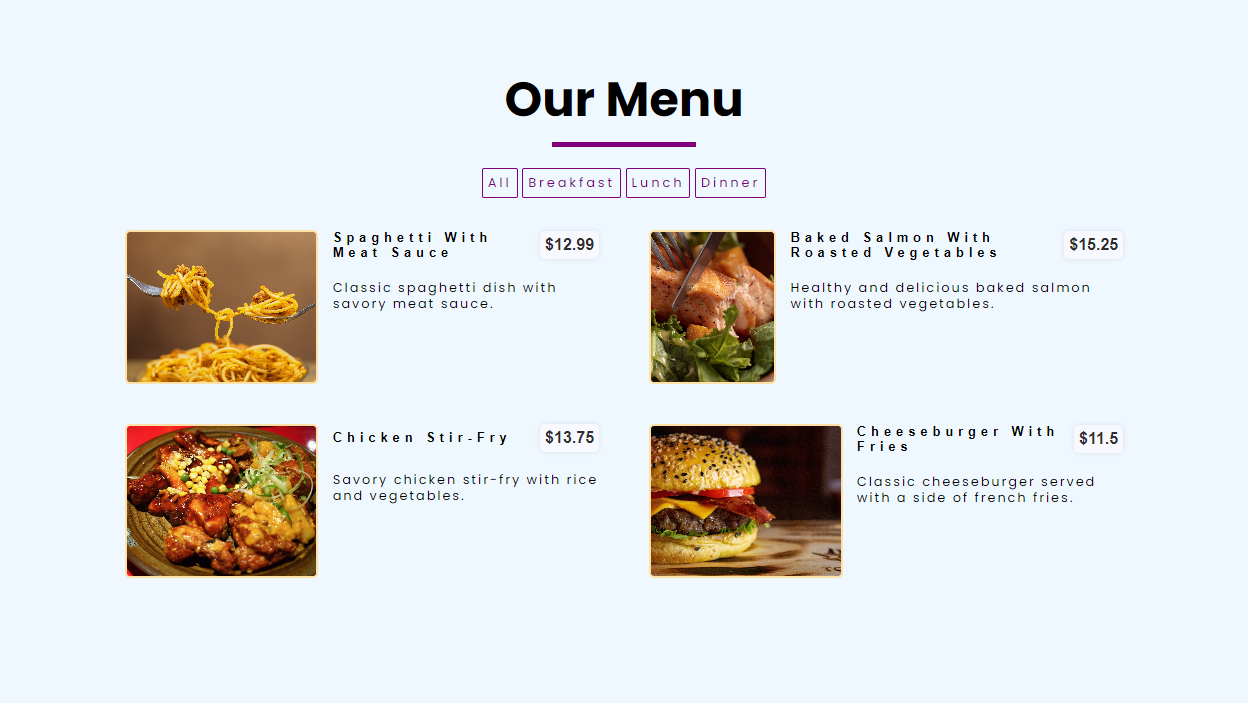 Our Menu
All
Breakfast
Lunch
Dinner
Spaghetti With
Meat Sauce
$12.99
Classic spaghetti dish with
savory meat sauce.
Baked Salmon With
Roasted Vegetables
$15.25
Healthy and delicious baked salmon
with roasted vegetables.
Chicken Stir-Fry
$13.75
Savory chicken stir-fry with rice
and vegetables.
Cheeseburger With
Fries
$11.5
Classic cheeseburger served
with a side of french fries.